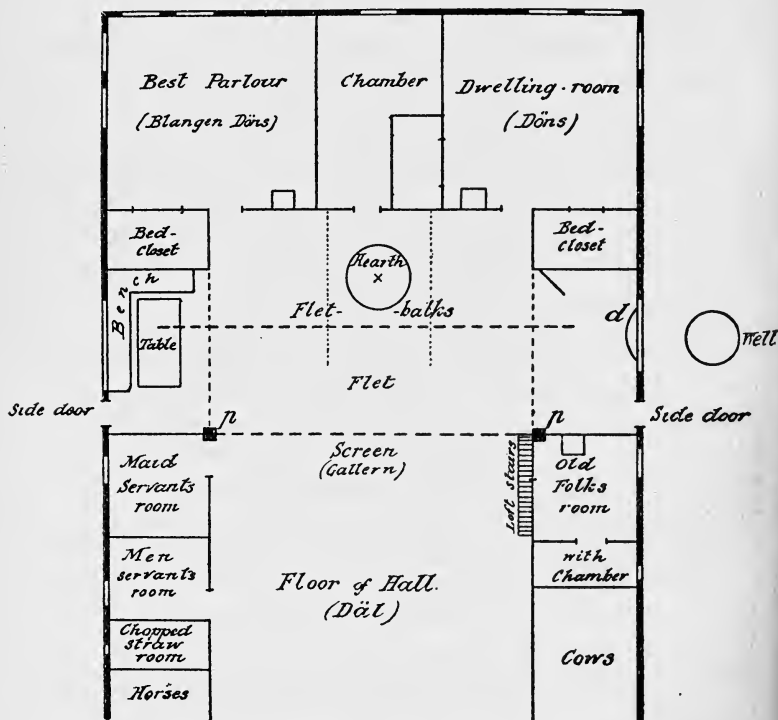 Best Parlour
(Blangen Döns)
Chamber
Dwelling-room
(Döns)
Bed-
closet
Hearth
×
Bed-
closet
Bench
Table
Flet- -balks
d
Well
Flet
Side door
Side door
p
p
Screen
(Gallern)
Maid
Servants
room
Loft stairs
Old
Folks
room
Men
servants
room
with
Chamber
Floor of Hall.
(Däl)
Chopped
straw
room
Cows
Horses